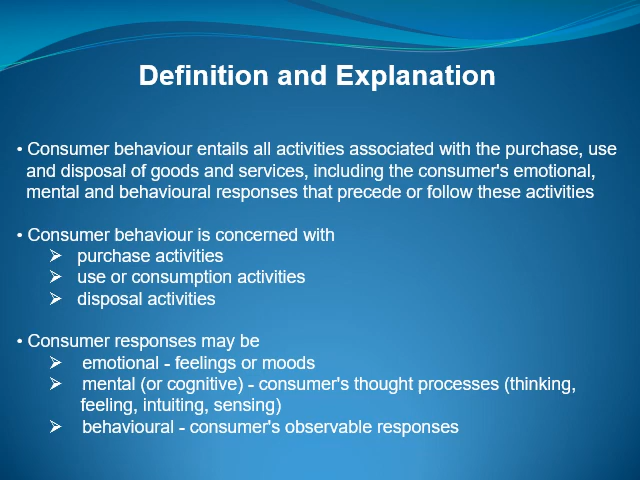 Definition and Explanation
• Consumer behaviour entails all activities associated with the purchase, use
and disposal of goods and services, including the consumer's emotional,
mental and behavioural responses that precede or follow these activities
• Consumer behaviour is concerned with
➢ purchase activities
➢ use or consumption activities
➢ disposal activities
• Consumer responses may be
➢ emotional - feelings or moods
➢ mental (or cognitive) - consumer's thought processes (thinking,
feeling, intuiting, sensing)
➢ behavioural - consumer's observable responses